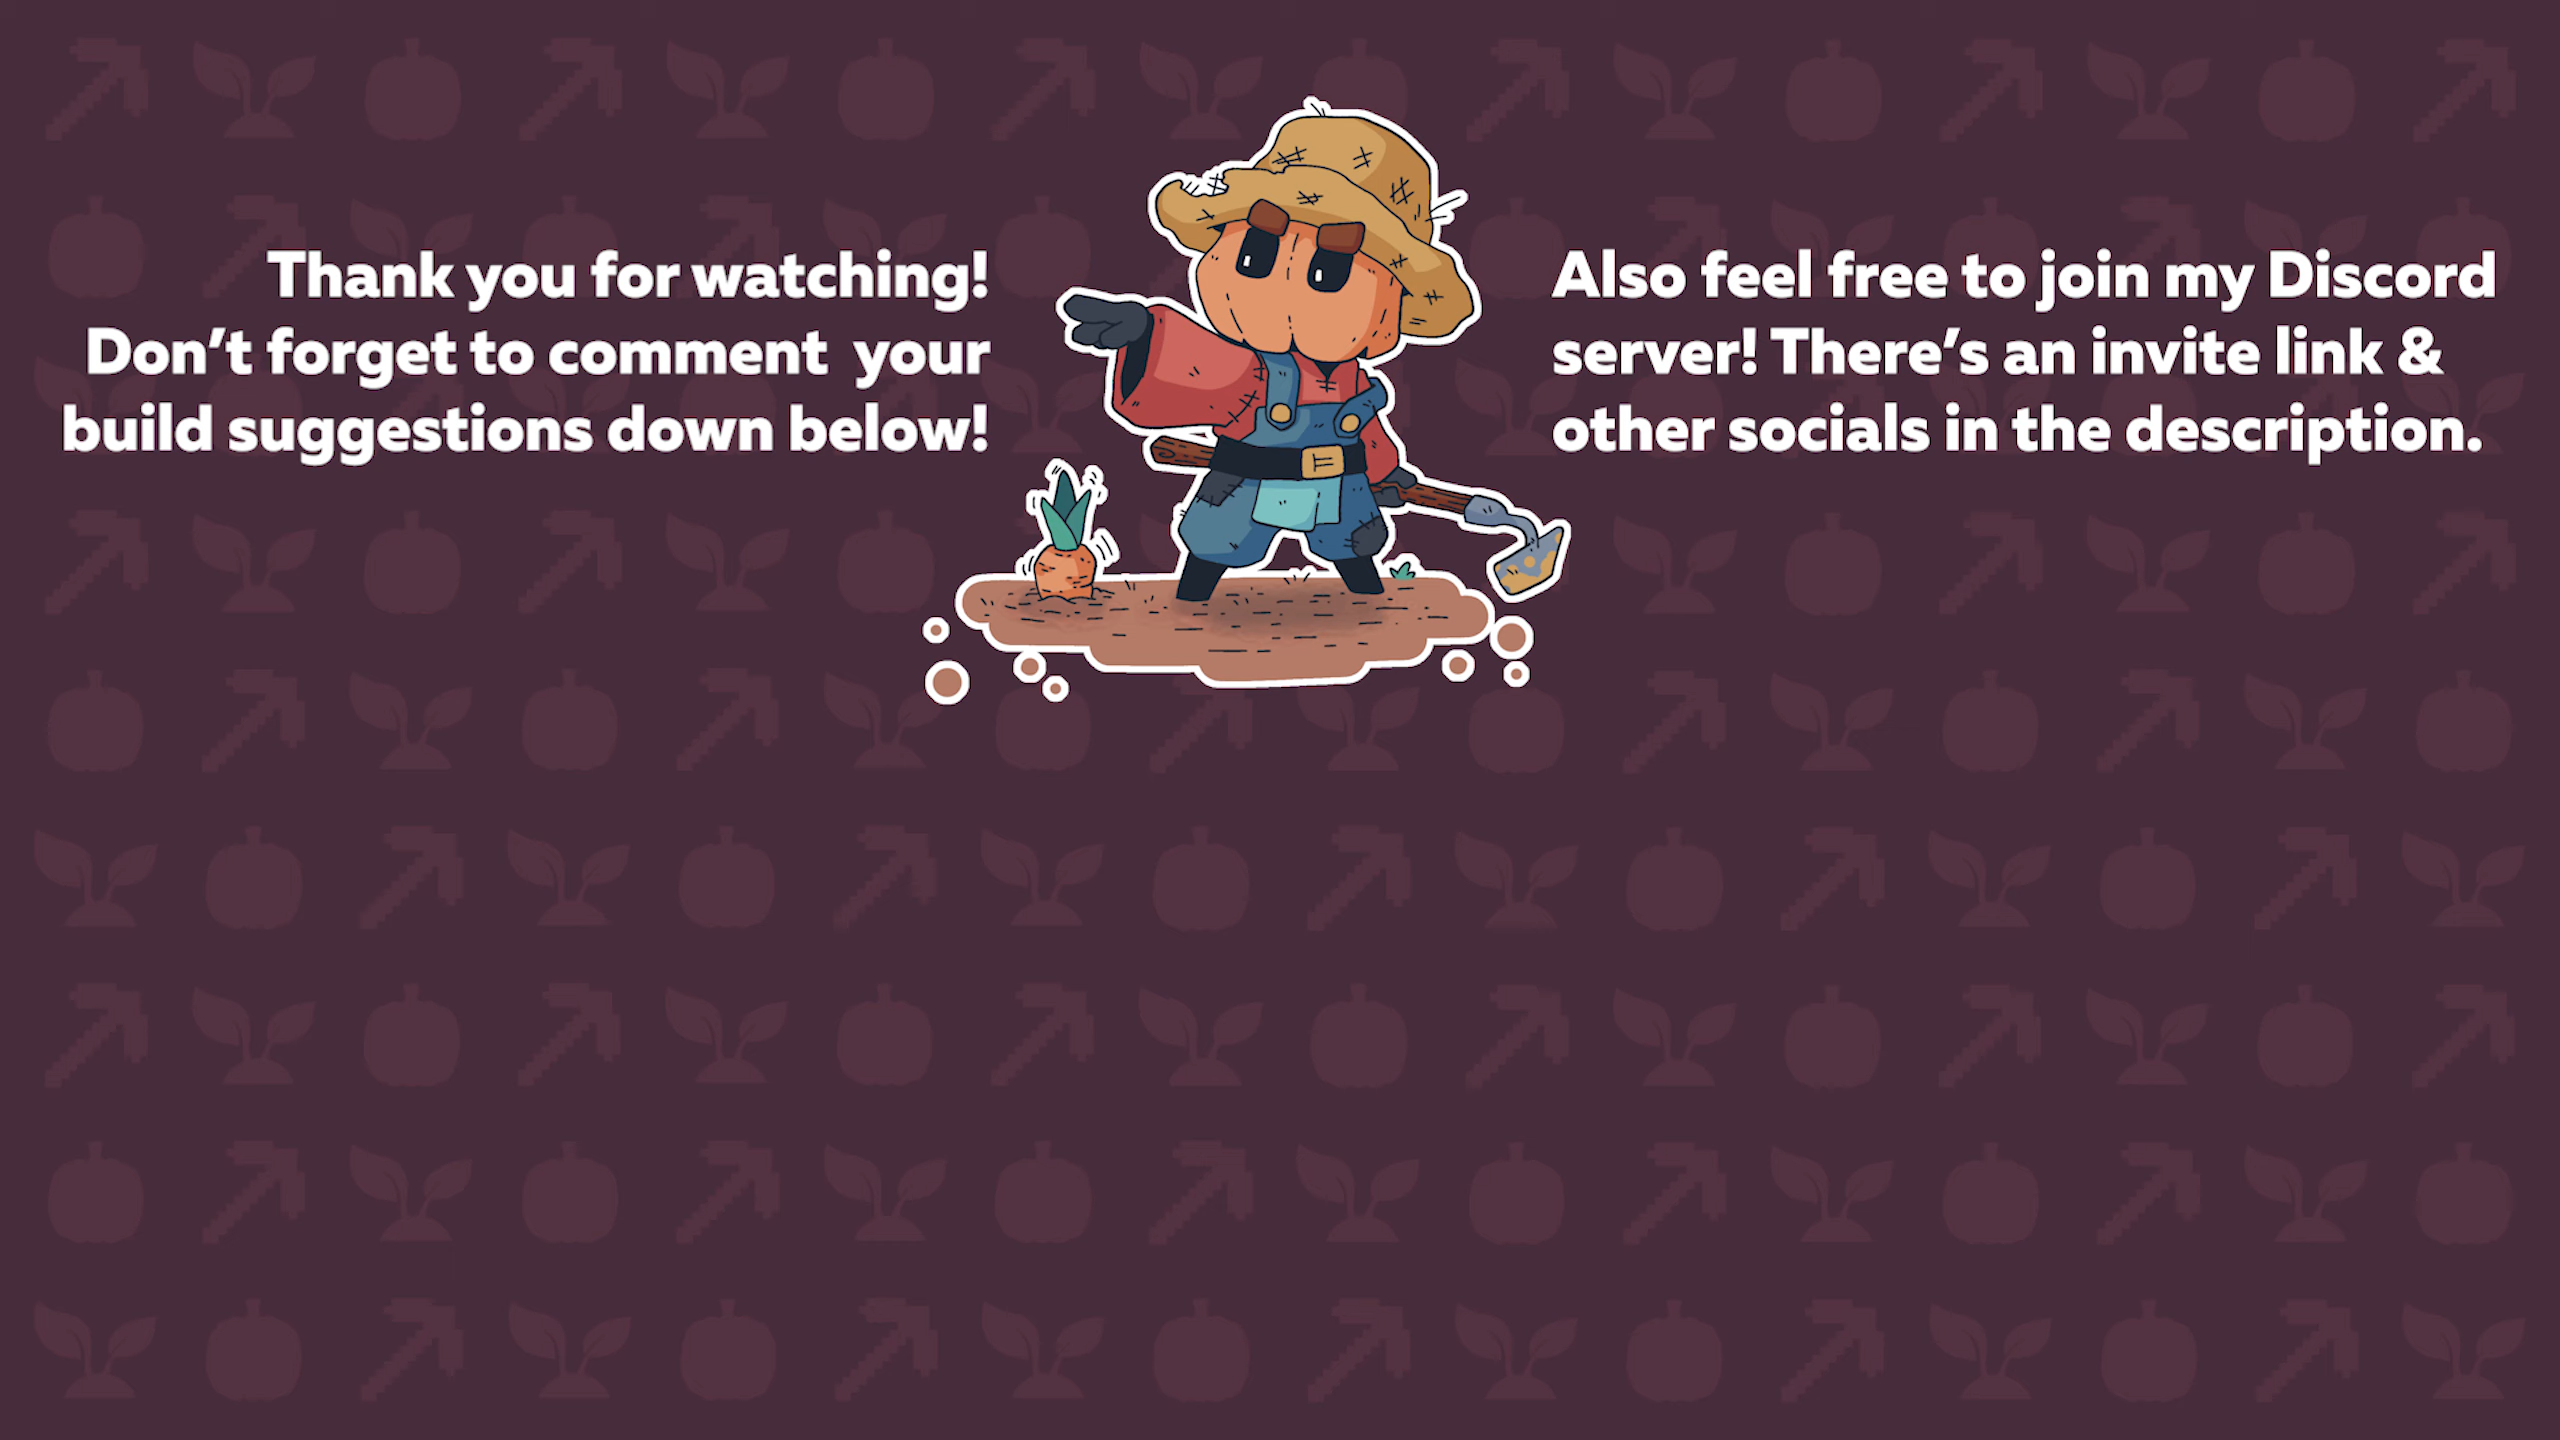 Thank you for watching!
Don’t forget to comment  your
build suggestions down below!
Also feel free to join my Discord
server! There’s an invite link &
other socials in the description.